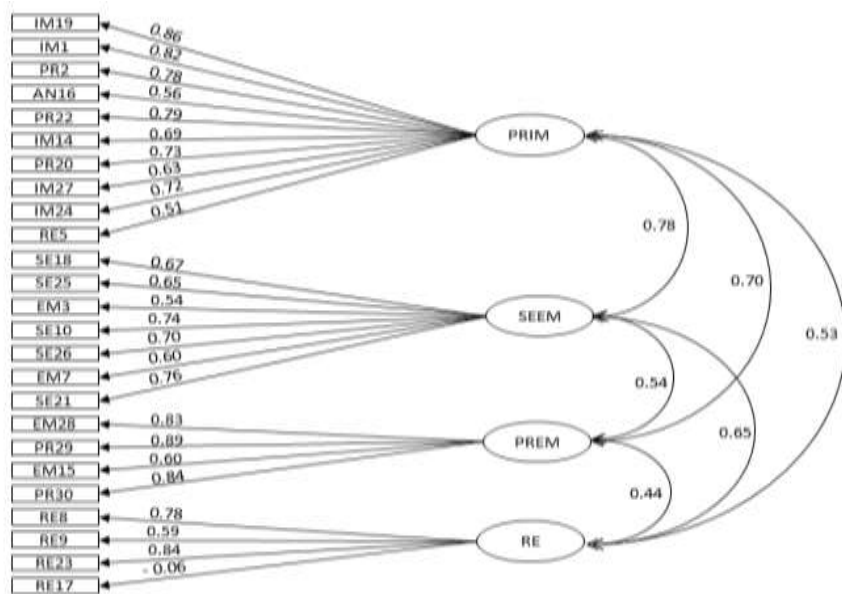 IM19 0.86
IM1 0.82
PR2 0.78
AN16 0.56
PR22 0.79
IM14 0.69
PR20 0.73
IM27 0.63
IM24 0.72
RE5 0.51
PRIM
SE18 0.67
SE25 0.65
EM3 0.54
SE10 0.74
SE26 0.70
EM7 0.60
SE21 0.76
SEEM
EM28 0.83
PR29 0.89
EM15 0.60
PR30 0.84
PREM
RE8 0.78
RE9 0.59
RE23 0.84
RE17 - 0.06
RE
0.78
0.70
0.53
0.54
0.65
0.44